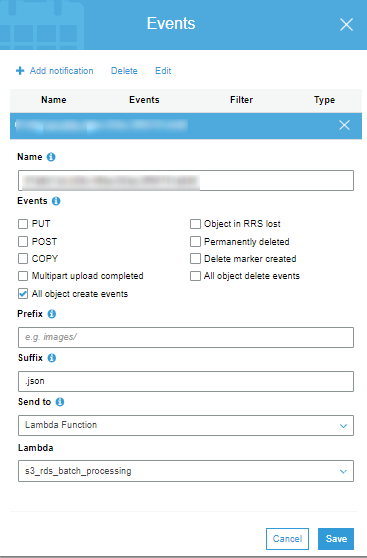 Events
Add notification Delete Edit
Name Events Filter Type
Name
Events
PUT Object in RRS lost
POST Permanently deleted
COPY Delete marker created
Multipart upload completed All object delete events
All object create events
Prefix
e.g. images/
Suffix
.json
Send to
Lambda Function
Lambda
s3_rds_batch_processing
Cancel Save